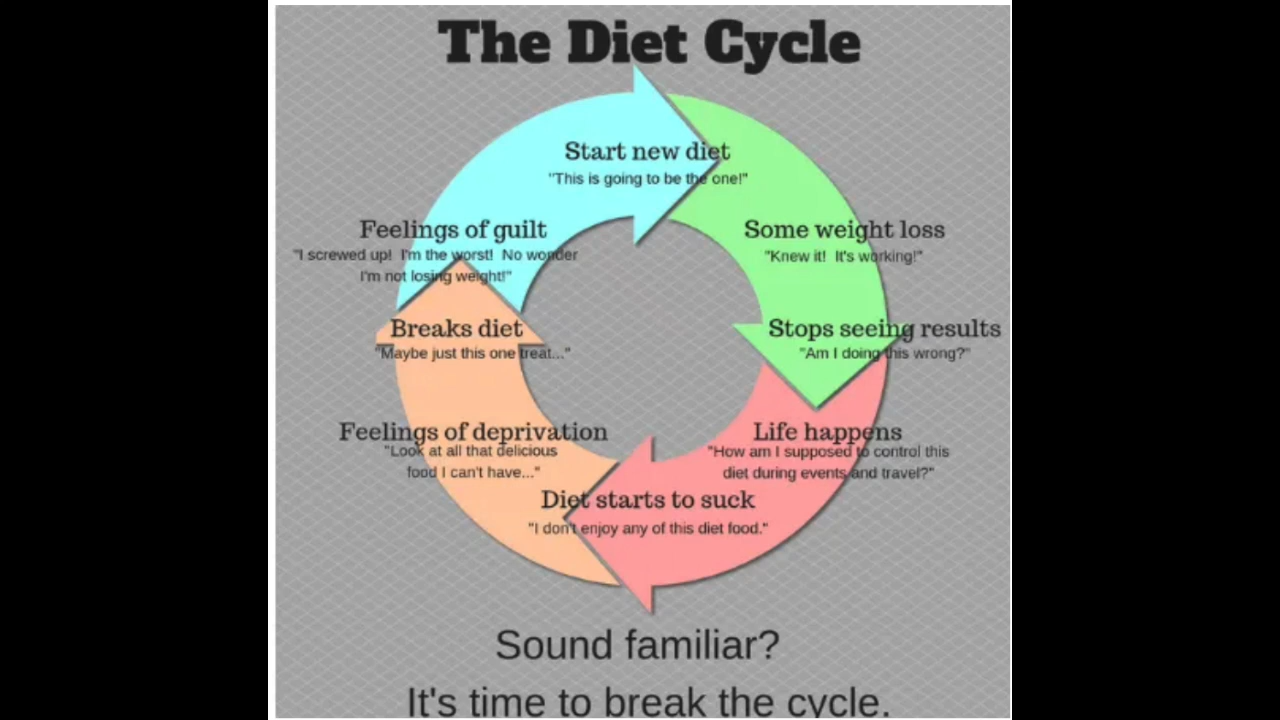 The Diet Cycle
Start new diet
"This is going to be the one!"
Some weight loss
"Knew it!  It's working!"
Stops seeing results
"Am I doing this wrong?"
Life happens
"How am I supposed to control this
diet during events and travel?"
Diet starts to suck
"I don't enjoy any of this diet food."
Feelings of deprivation
"Look at all that delicious
food I can't have..."
Breaks diet
"Maybe just this one treat..."
Feelings of guilt
"I screwed up!  I'm the worst!  No wonder
I'm not losing weight!"
Sound familiar?
It's time to break the cycle.